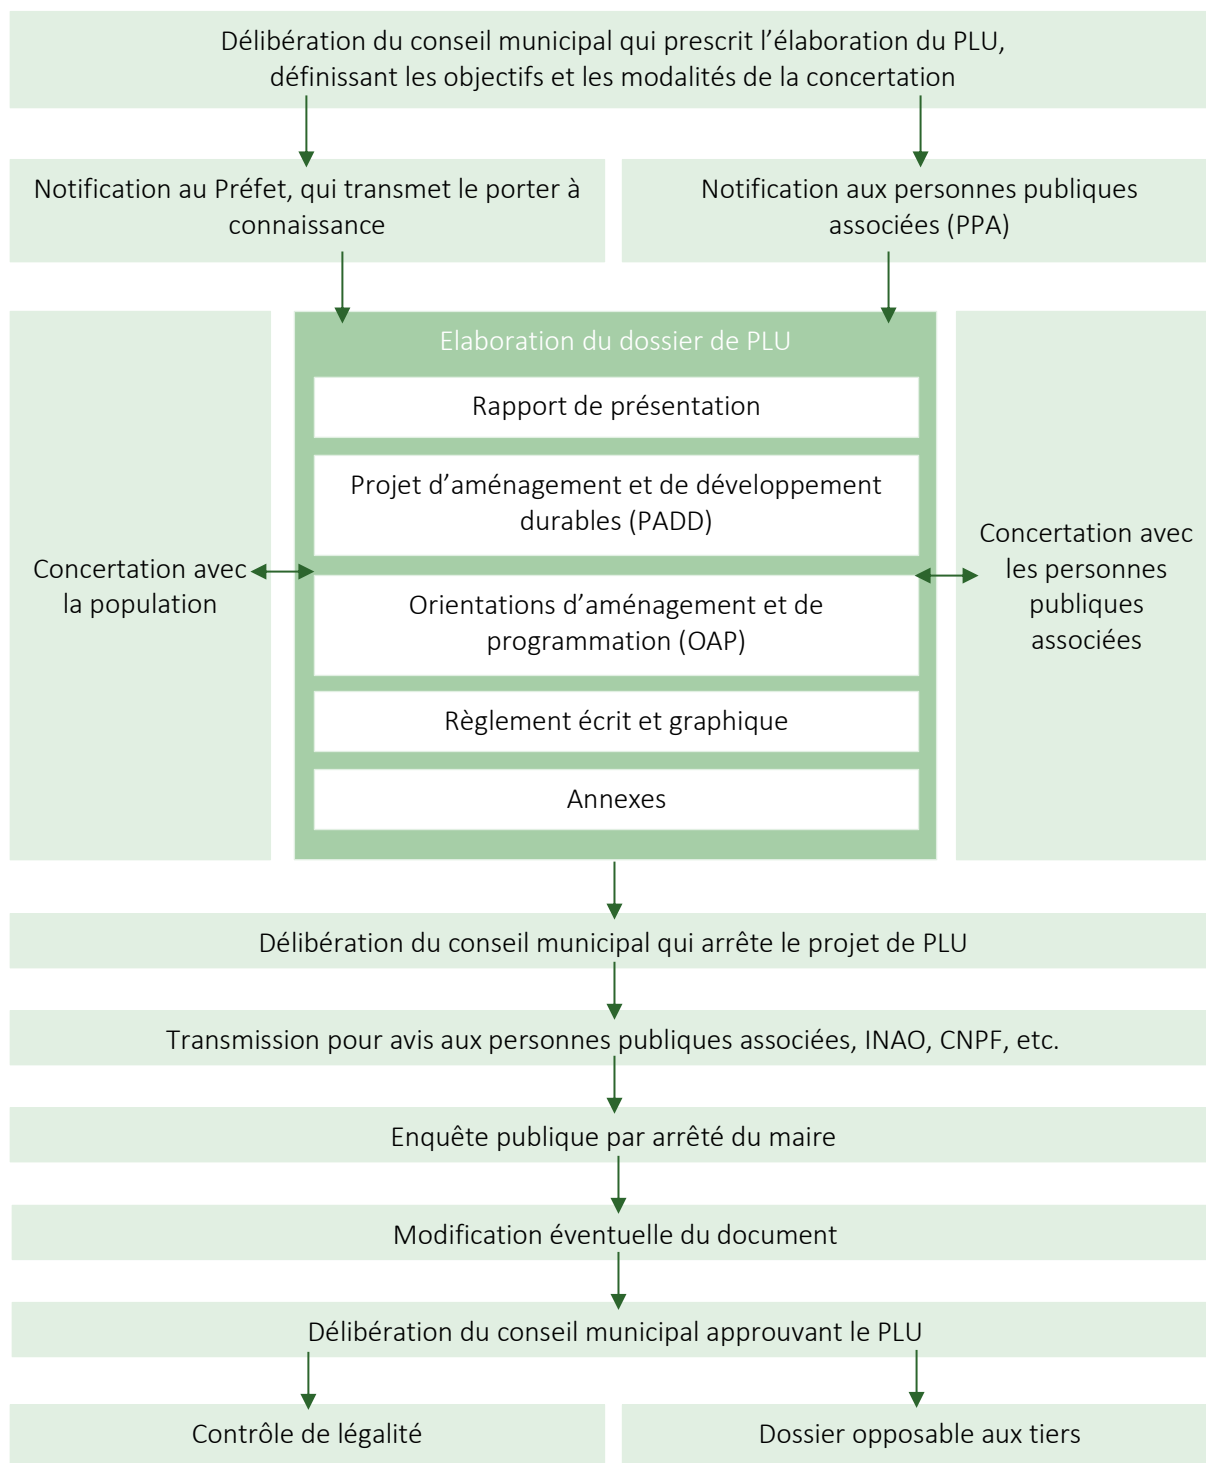 Délibération du conseil municipal qui prescrit l’élaboration du PLU,
définissant les objectifs et les modalités de la concertation
Notification au Préfet, qui transmet le porter à
connaissance
Notification aux personnes publiques
associées (PPA)
Elaboration du dossier de PLU
Rapport de présentation
Projet d’aménagement et de développement
durables (PADD)
Orientations d’aménagement et de
programmation (OAP)
Règlement écrit et graphique
Annexes
Concertation avec
la population
Concertation avec
les personnes
publiques
associées
Délibération du conseil municipal qui arrête le projet de PLU
Transmission pour avis aux personnes publiques associées, INAO, CNPF, etc.
Enquête publique par arrêté du maire
Modification éventuelle du document
Délibération du conseil municipal approuvant le PLU
Contrôle de légalité
Dossier opposable aux tiers